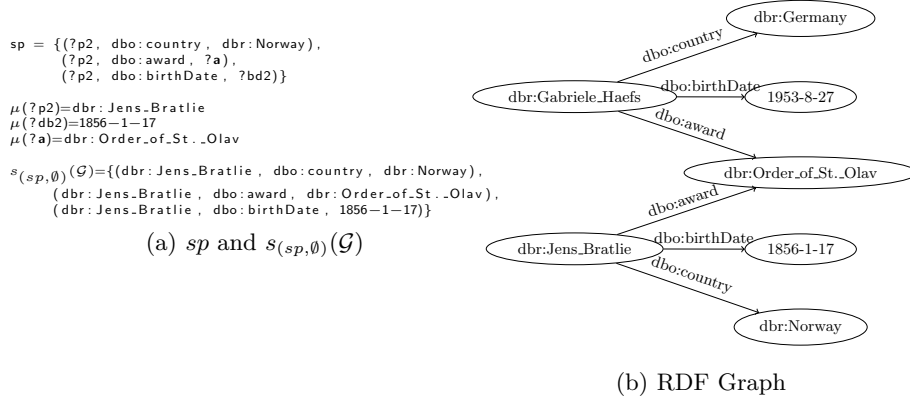 sp = {(?p2, dbo:country, dbr:Norway),
(?p2, dbo:award, ?a),
(?p2, dbo:birthDate, ?bd2)}
μ(?p2)=dbr:Jens_Bratlie
μ(?db2)=1856−1−17
μ(?a)=dbr:Order_of_St._Olav
s(sp,∅)(𝒢)={(dbr:Jens_Bratlie, dbo:country, dbr:Norway),
(dbr:Jens_Bratlie, dbo:award, dbr:Order_of_St._Olav),
(dbr:Jens_Bratlie, dbo:birthDate, 1856−1−17)}
(a) sp and s(sp,∅)(𝒢)
dbr:Germany
dbo:country
dbr:Gabriele_Haefs
dbo:birthDate
1953-8-27
dbo:award
dbr:Order_of_St._Olav
dbo:award
dbr:Jens_Bratlie
dbo:birthDate
1856-1-17
dbo:country
dbr:Norway
(b) RDF Graph